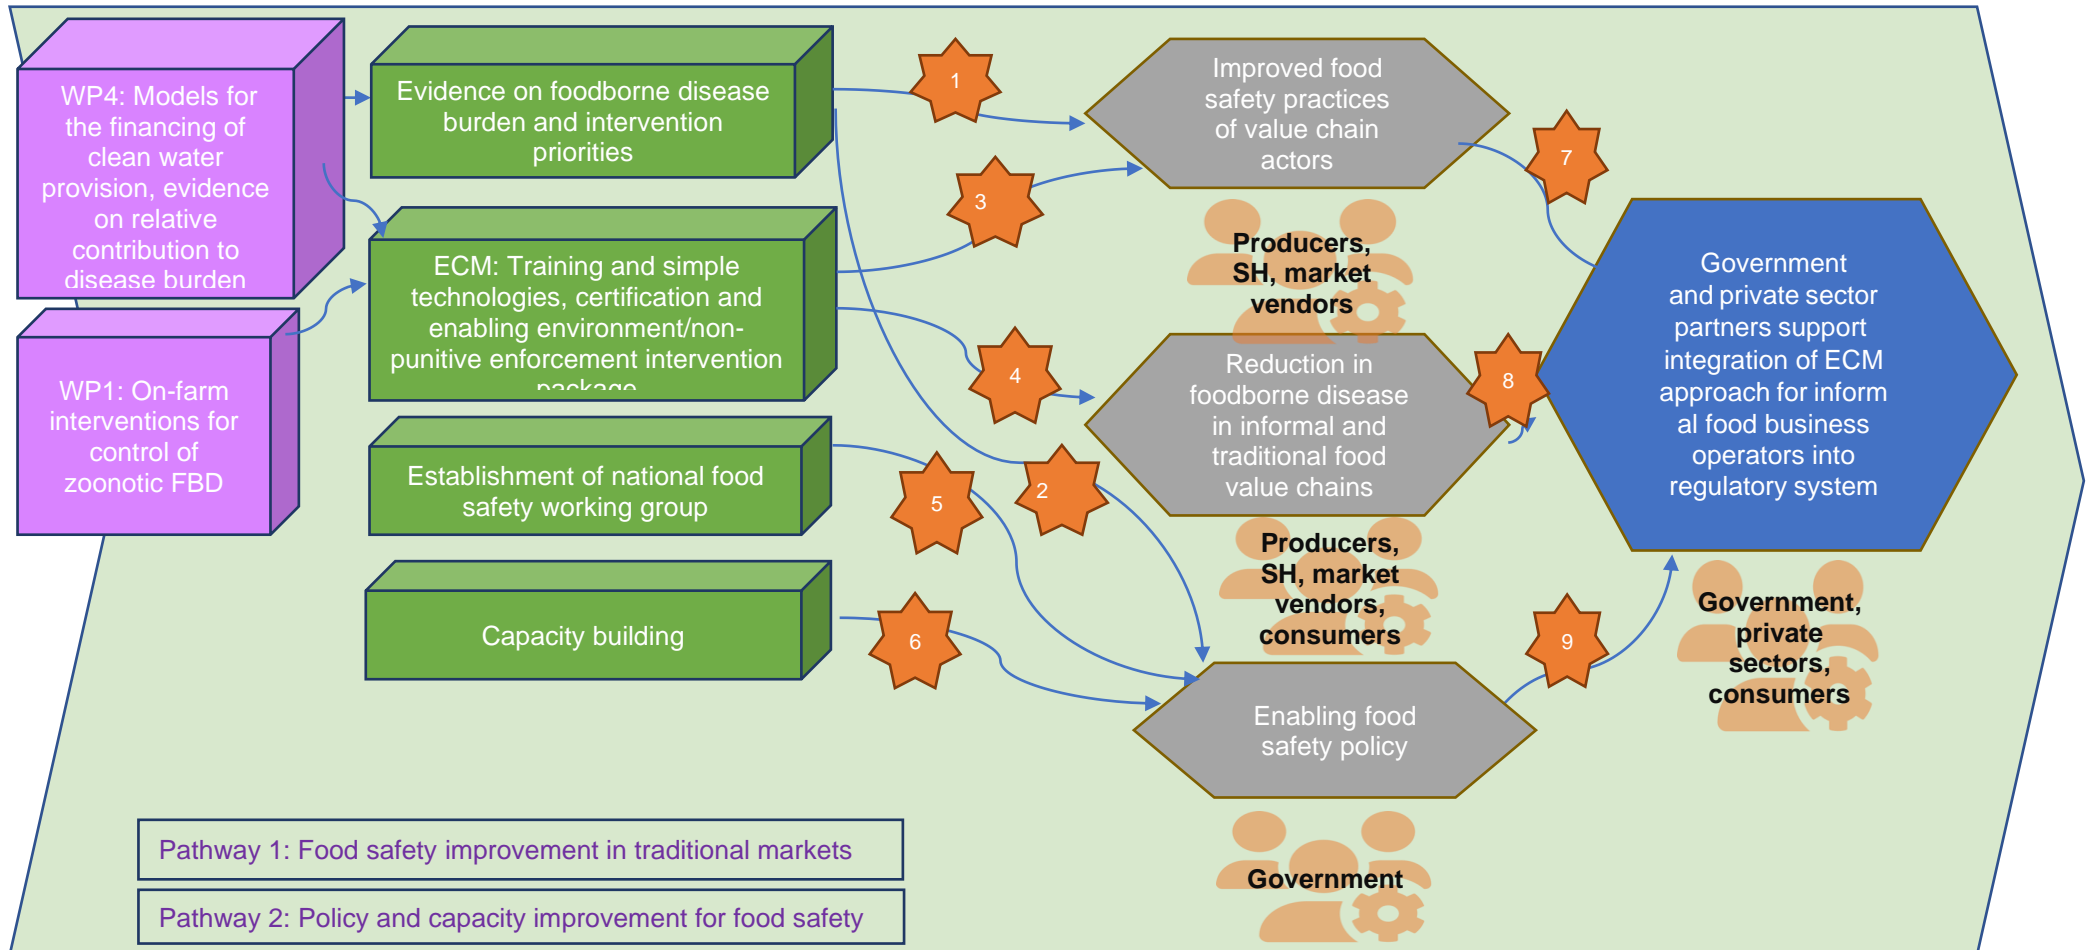 WP4: Models for
the financing of
clean water
provision, evidence
on relative
contribution to
disease burden
WP1: On-farm
interventions for
control of
zoonotic FBD
Evidence on foodborne disease
burden and intervention
priorities
ECM: Training and simple
technologies, certification and
enabling environment/non-
punitive enforcement intervention
package
Establishment of national food
safety working group
Capacity building
1
3
4
5
2
6
Improved food
safety practices
of value chain
actors
Producers,
SH, market
vendors
Reduction in
foodborne disease
in informal and
traditional food
value chains
Producers,
SH, market
vendors,
consumers
Enabling food
safety policy
Government
7
8
9
Government
and private sector
partners support
integration of ECM
approach for inform
al food business
operators into
regulatory system
Government,
private
sectors,
consumers
Pathway 1: Food safety improvement in traditional markets
Pathway 2: Policy and capacity improvement for food safety